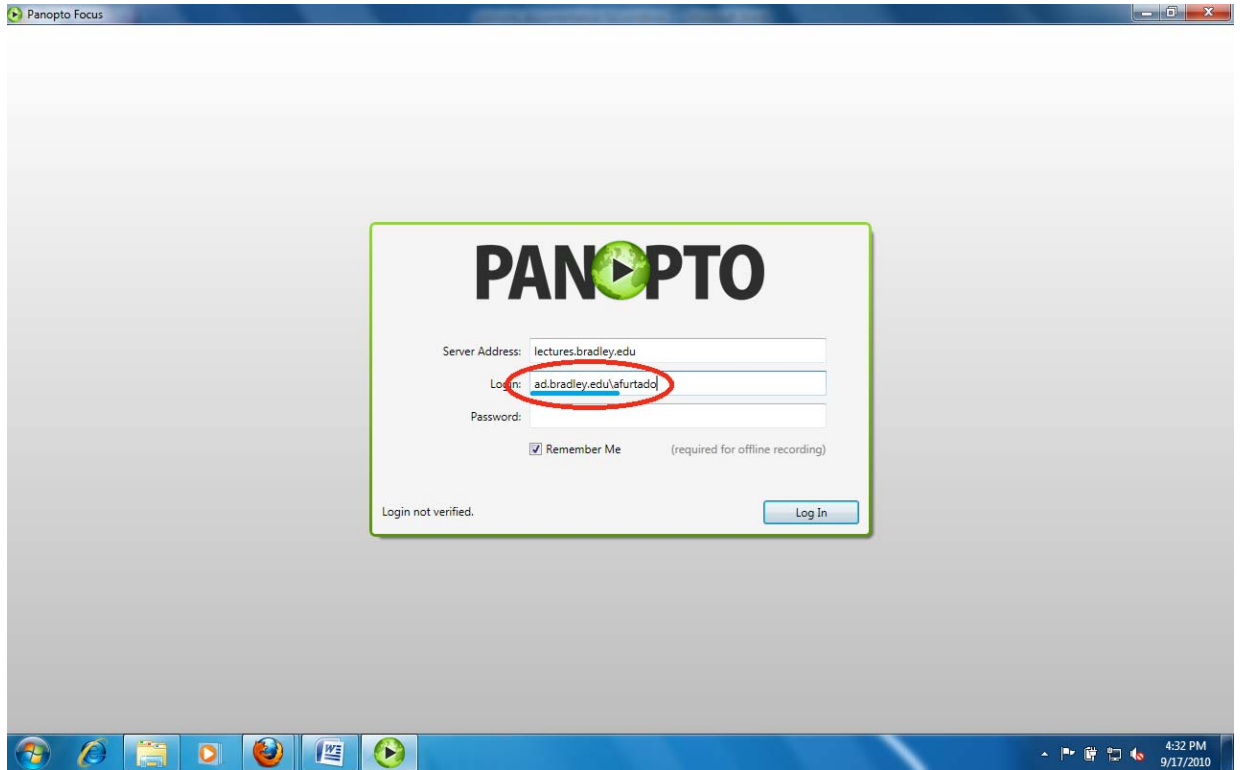 Panopto Focus
PANOPTO
Server Address: lectures.bradley.edu
Login: ad.bradley.edu\afurtado
Password:
Remember Me (required for offline recording)
Login not verified. Log In
4:32 PM
9/17/2010